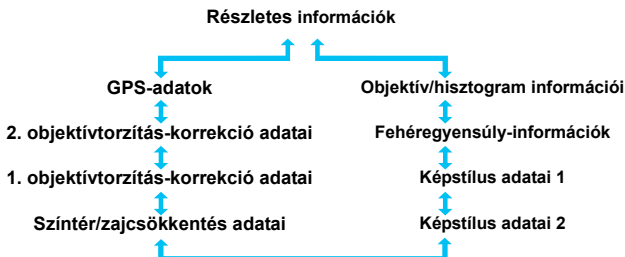 Részletes információk
GPS-adatok
Objektív/hisztogram információi
2. objektívtorzítás-korrekció adatai
Fehéregyensúly-információk
1. objektívtorzítás-korrekció adatai
Képstílus adatai 1
Színtér/zajcsökkentés adatai
Képstílus adatai 2